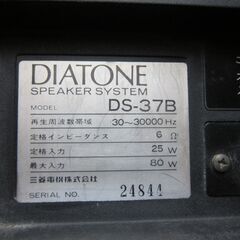 DIATONE
SPEAKER SYSTEM
MODEL DS-37B
再生周波数帯域 30〜30000 Hz
定格インピーダンス 6 Ω
定格入力 25 W
最大入力 80 W
三菱電機株式会社
SERIAL NO. 24844